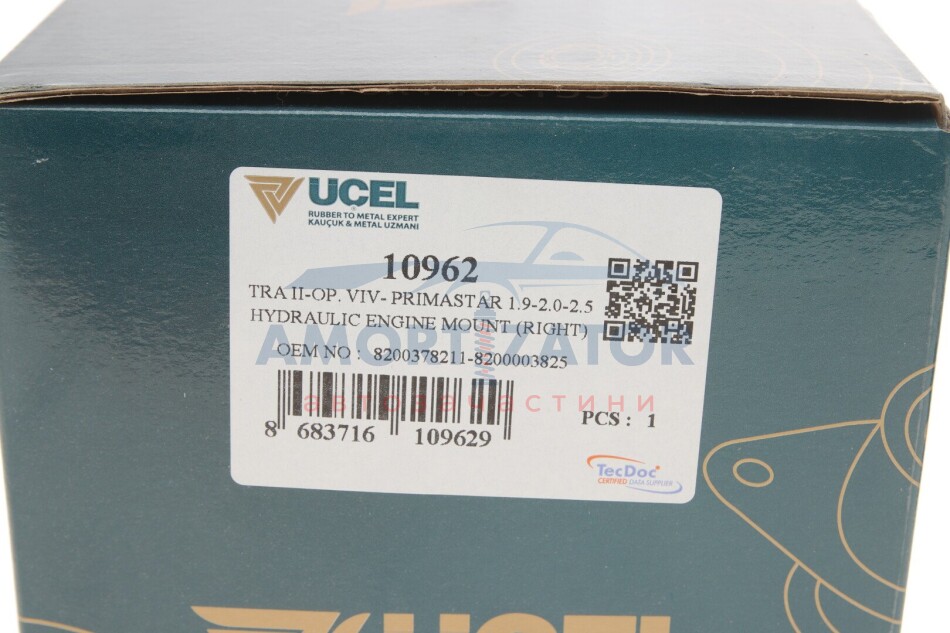 UÇEL
®
RUBBER TO METAL EXPERT
KAUÇUK & METAL UZMANI
10962
TRA II-OP. VIV- PRIMASTAR 1.9-2.0-2.5
HYDRAULIC ENGINE MOUNT (RIGHT)
AMORTIZATOR
OEM NO : 8200378211-8200003825
автозапчастини
8 683716 109629
PCS : 1
TecDoc
CERTIFIED DATA SUPPLIER
UÇEL